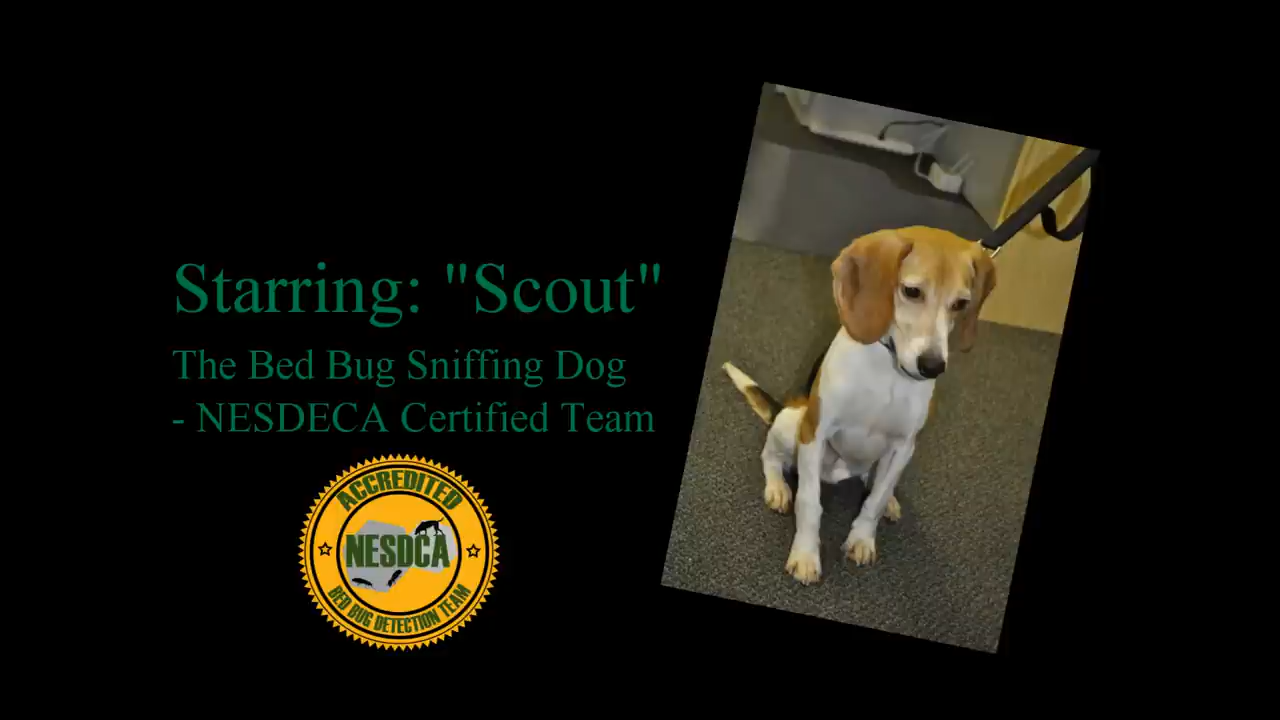 Starring: "Scout"
The Bed Bug Sniffing Dog
- NESDECA Certified Team
ACCREDITED
NESDCA
BED BUG DETECTION TEAM